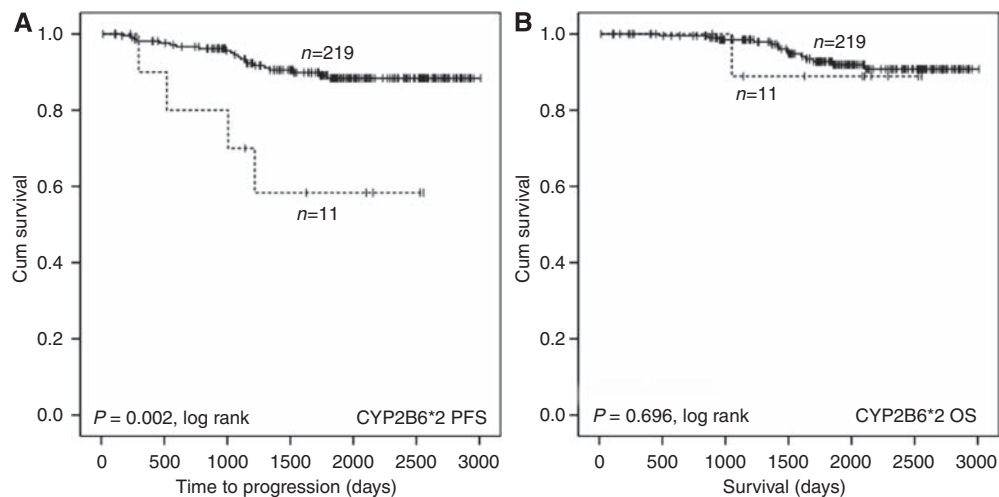 A
Cum survival
1.0
0.8
0.6
0.4
0.2
0.0
n=219
n=11
P = 0.002, log rank
CYP2B6*2 PFS
0 500 1000 1500 2000 2500 3000
Time to progression (days)
B
Cum survival
1.0
0.8
0.6
0.4
0.2
0.0
n=219
n=11
P = 0.696, log rank
CYP2B6*2 OS
0 500 1000 1500 2000 2500 3000
Survival (days)